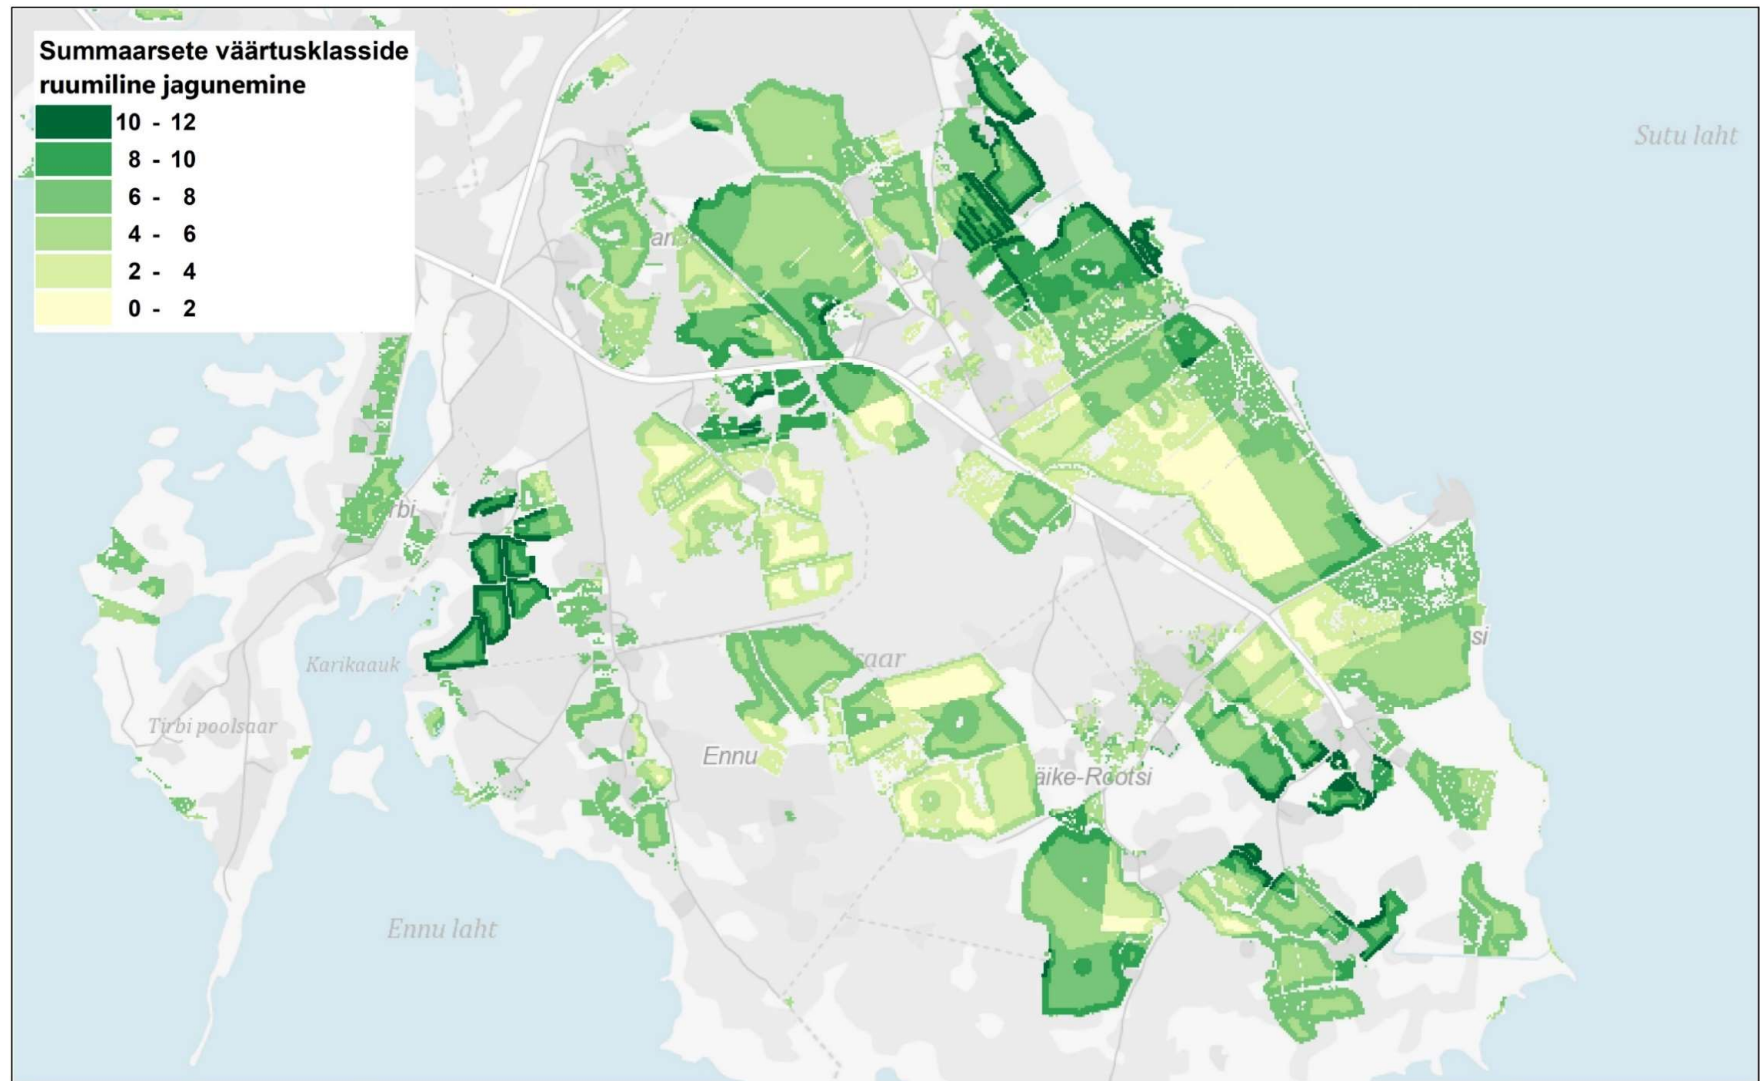 Summaarsete väärtusklasside
ruumiline jagunemine
10 - 12
8 - 10
6 - 8
4 - 6
2 - 4
0 - 2
Sutu laht
Karikaauk
saar
Tirbi poolsaar
Ennu
äike-Rootsi
Ennu laht